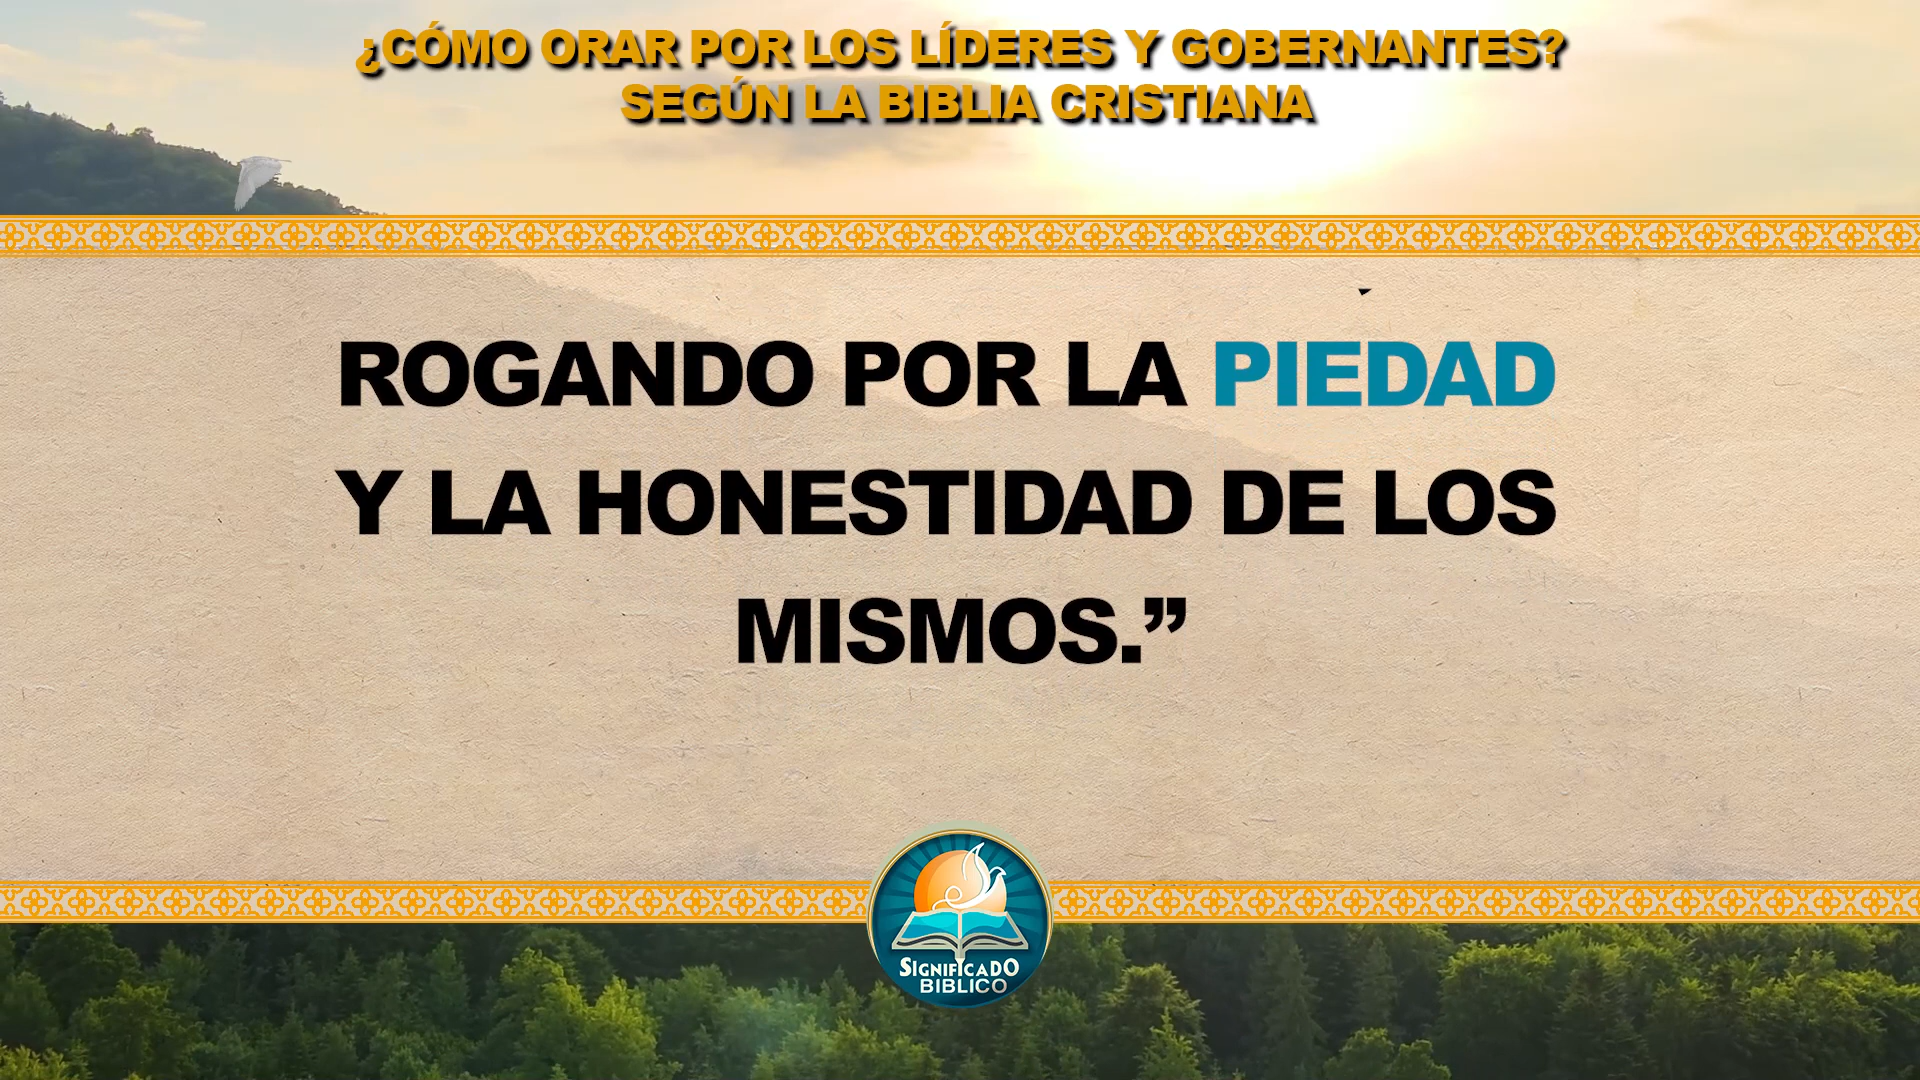 ¿CÓMO ORAR POR LOS LÍDERES Y GOBERNANTES?
SEGÚN LA BIBLIA CRISTIANA
ROGANDO POR LA PIEDAD
Y LA HONESTIDAD DE LOS
MISMOS.”
SIGNIFICADO
BIBLICO